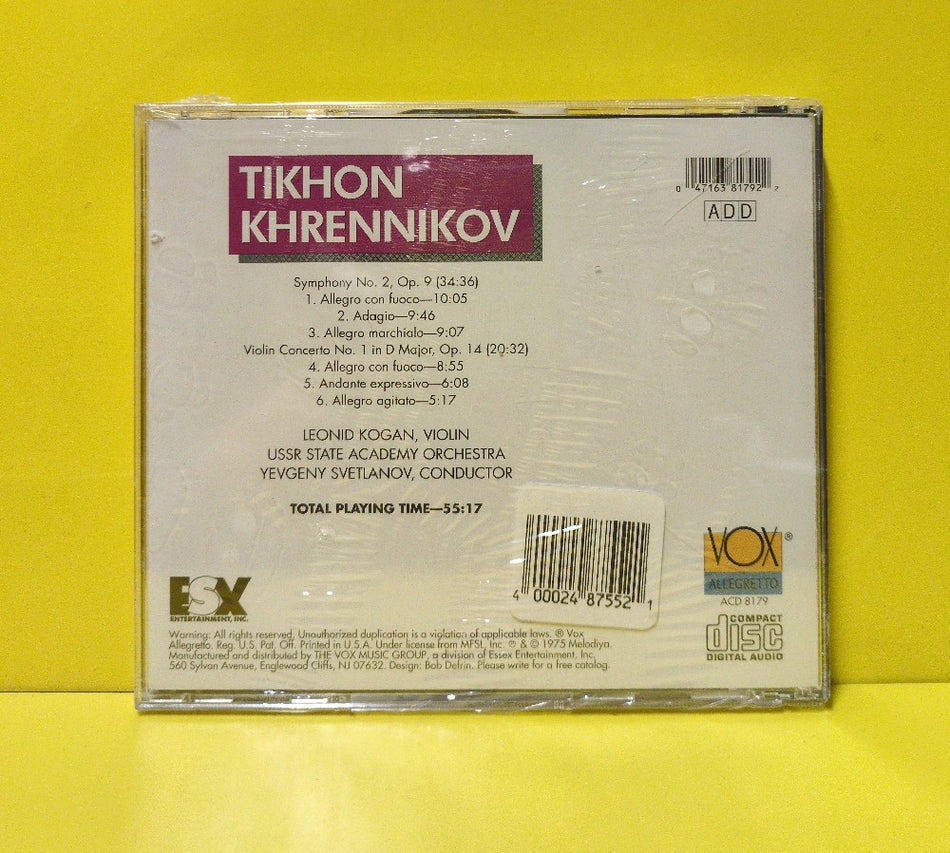 TIKHON
KHRENNIKOV
0 47163 81792 2
ADD
Symphony No. 2, Op. 9 (34:36)
1. Allegro con fuoco—10:05
2. Adagio—9:46
3. Allegro marchialo—9:07
Violin Concerto No. 1 in D Major, Op. 14 (20:32)
4. Allegro con fuoco—8:55
5. Andante expressivo—6:08
6. Allegro agitato—5:17
LEONID KOGAN, VIOLIN
USSR STATE ACADEMY ORCHESTRA
YEVGENY SVETLANOV, CONDUCTOR
TOTAL PLAYING TIME—55:17
4 00024 87552 1
VOX®
ALLEGRETTO
ACD 8179
COMPACT
disc
DIGITAL AUDIO
ESX
ENTERTAINMENT, INC.
Warning: All rights reserved. Unauthorized duplication is a violation of applicable laws. ® Vox
Allegretto. Reg. U.S. Pat. Off. Printed in U.S.A. Under license from MFSL, Inc. ℗ & © 1975 Melodiya.
Manufactured and distributed by THE VOX MUSIC GROUP, a division of Essex Entertainment, Inc.
560 Sylvan Avenue, Englewood Cliffs, NJ 07632. Design: Bob Defrin. Please write for a free catalog.